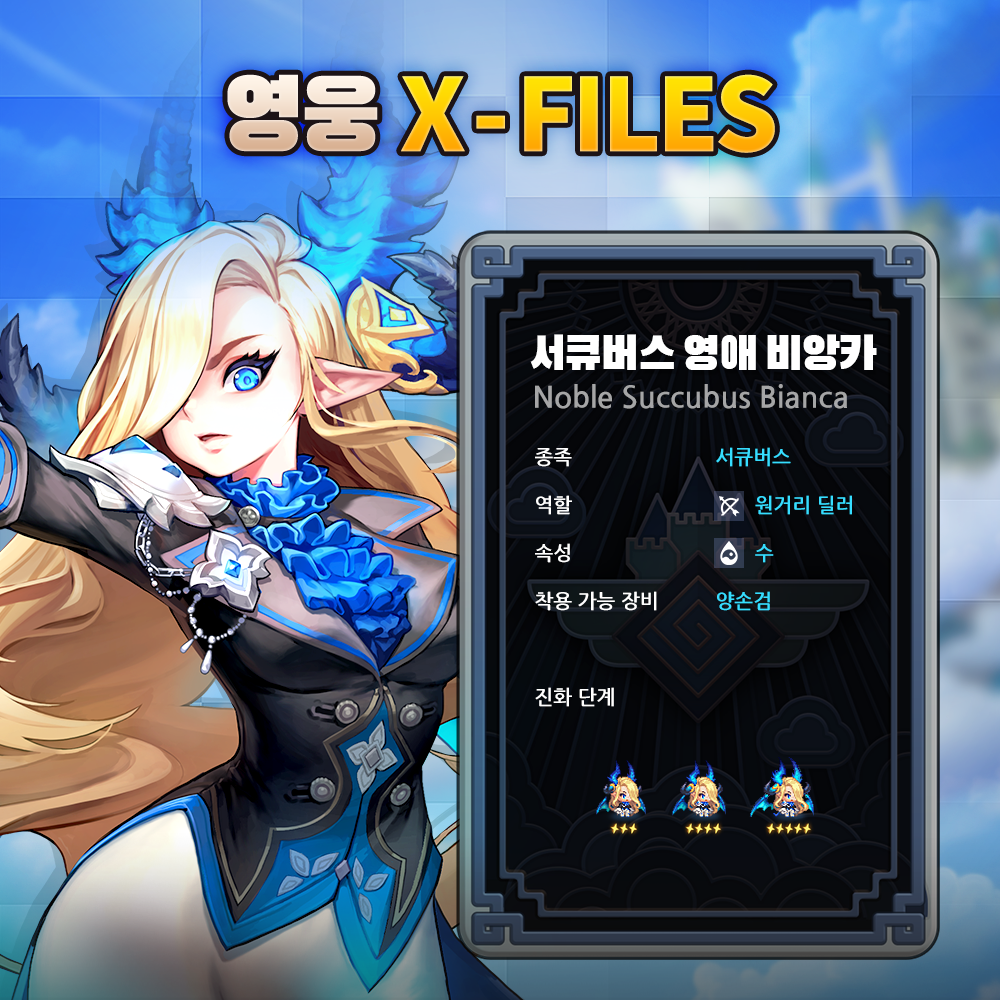 영웅 X-FILES
서큐버스 영애 비앙카
Noble Succubus Bianca
종족 서큐버스
역할 원거리 딜러
속성 수
착용 가능 장비 양손검
진화 단계